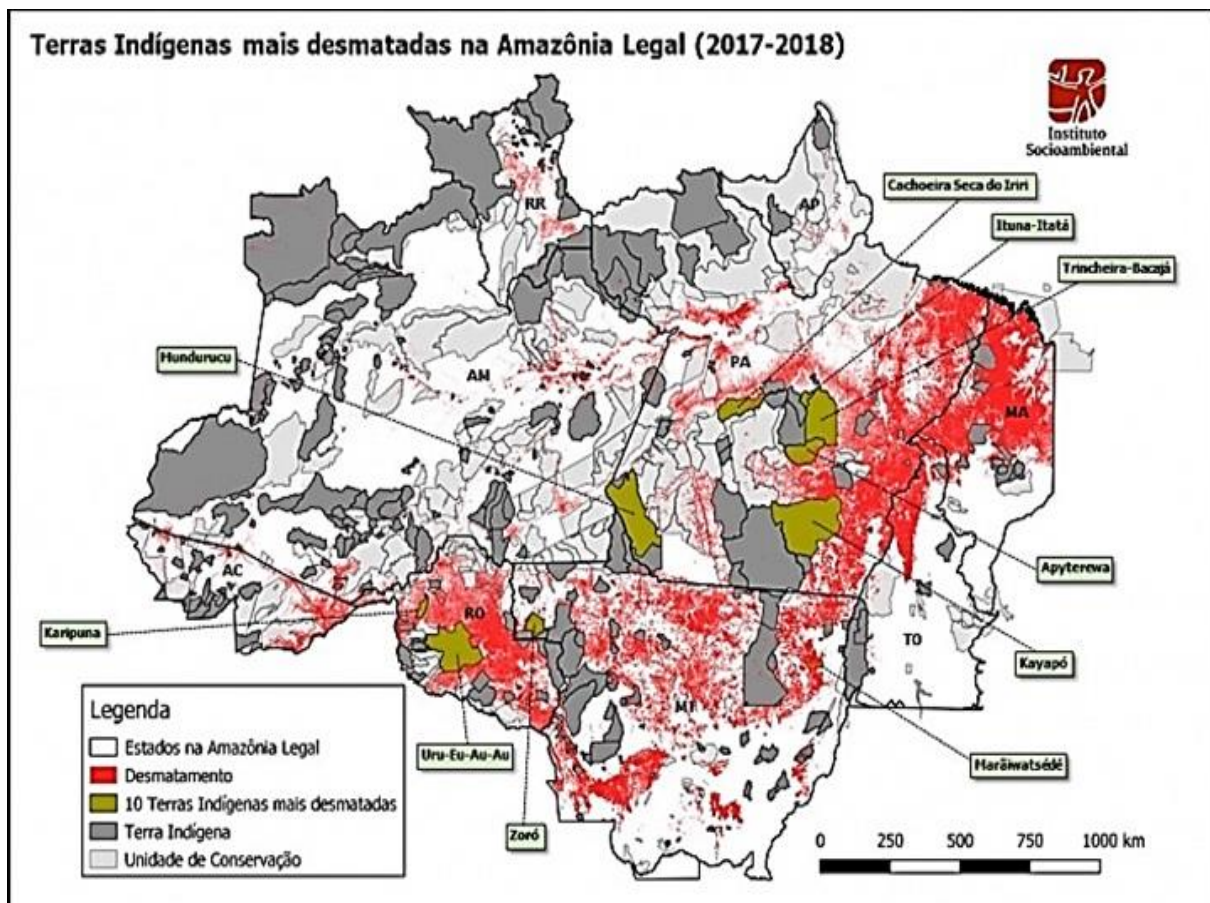 Terras Indígenas mais desmatadas na Amazônia Legal (2017-2018)
Instituto
Socioambiental
Cachoeira Seca do Iriri
Ituna-Itatá
Trincheira-Bacajá
Mundurucu
RR
AP
AM
PA
MA
AC
RO
MT
TO
Karipuna
Apyterewa
Kayapó
Marãiwatsédé
Uru-Eu-Au-Au
Zoró
Legenda
Estados na Amazônia Legal
Desmatamento
10 Terras Indígenas mais desmatadas
Terra Indígena
Unidade de Conservação
0 250 500 750 1000 km